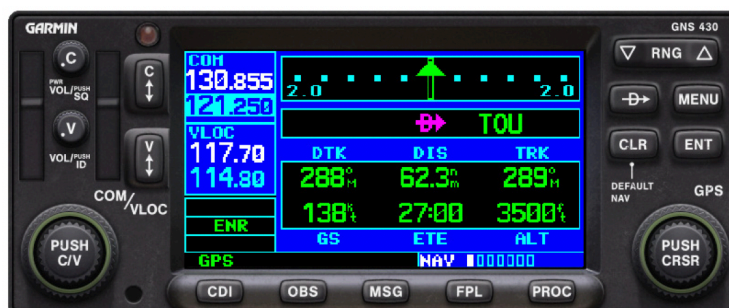 GARMIN
GNS 430
C
PWR
VOL/PUSH SQ
C
V
VOL/PUSH ID
V
COM/VLOC
PUSH C/V
COM
130.855
121.250
VLOC
117.70
114.80
ENR
GPS
2.0 2.0
D TOU
DTK DIS TRK
288°M 62.3nm 289°M
138kt 27:00 3500ft
GS ETE ALT
NAV
RNG
D MENU
CLR ENT
DEFAULT NAV
GPS
PUSH CRSR
CDI OBS MSG FPL PROC